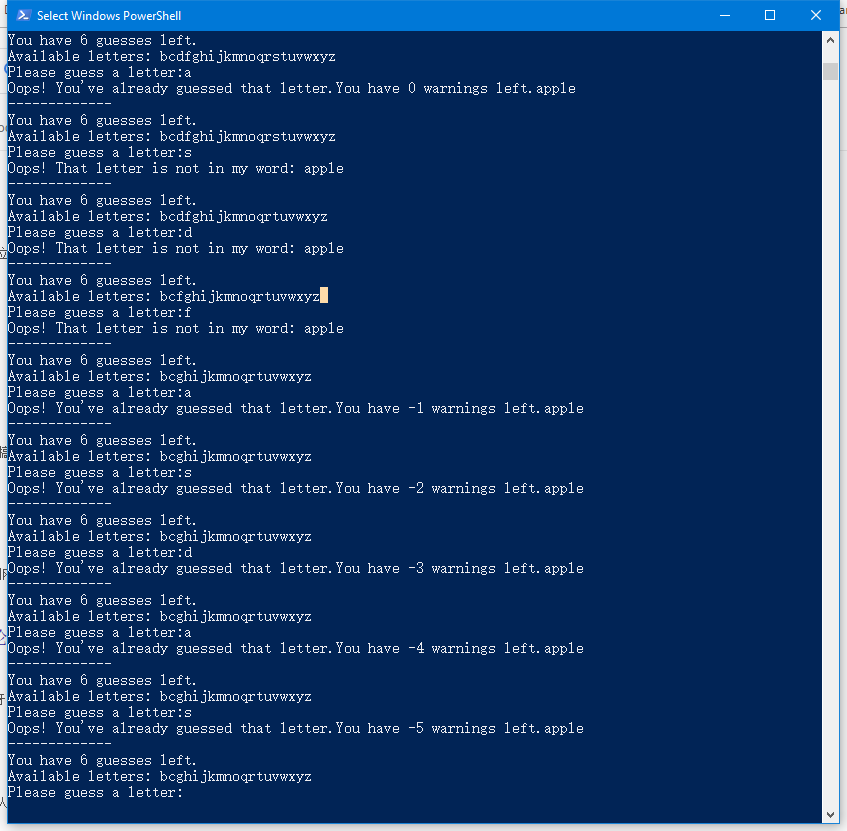 Select Windows PowerShell
You have 6 guesses left.
Available letters: bcdfghijkmnoqrstuvwxyz
Please guess a letter:a
Oops! You've already guessed that letter.You have 0 warnings left.apple
-------------
You have 6 guesses left.
Available letters: bcdfghijkmnoqrstuvwxyz
Please guess a letter:s
Oops! That letter is not in my word: apple
-------------
You have 6 guesses left.
Available letters: bcdfghijkmnoqrtuvwxyz
Please guess a letter:d
Oops! That letter is not in my word: apple
-------------
You have 6 guesses left.
Available letters: bcfghijkmnoqrtuvwxyz
Please guess a letter:f
Oops! That letter is not in my word: apple
-------------
You have 6 guesses left.
Available letters: bcghijkmnoqrtuvwxyz
Please guess a letter:a
Oops! You've already guessed that letter.You have -1 warnings left.apple
-------------
You have 6 guesses left.
Available letters: bcghijkmnoqrtuvwxyz
Please guess a letter:s
Oops! You've already guessed that letter.You have -2 warnings left.apple
-------------
You have 6 guesses left.
Available letters: bcghijkmnoqrtuvwxyz
Please guess a letter:d
Oops! You've already guessed that letter.You have -3 warnings left.apple
-------------
You have 6 guesses left.
Available letters: bcghijkmnoqrtuvwxyz
Please guess a letter:a
Oops! You've already guessed that letter.You have -4 warnings left.apple
-------------
You have 6 guesses left.
Available letters: bcghijkmnoqrtuvwxyz
Please guess a letter:s
Oops! You've already guessed that letter.You have -5 warnings left.apple
-------------
You have 6 guesses left.
Available letters: bcghijkmnoqrtuvwxyz
Please guess a letter: